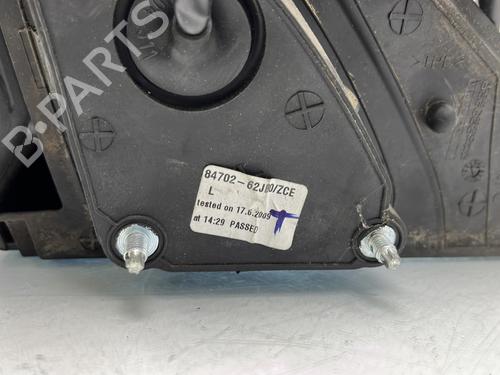 B-PARTS
84702-62J00/ZCE
L
tested on 17.6.2009
at 14:29 PASSED
T